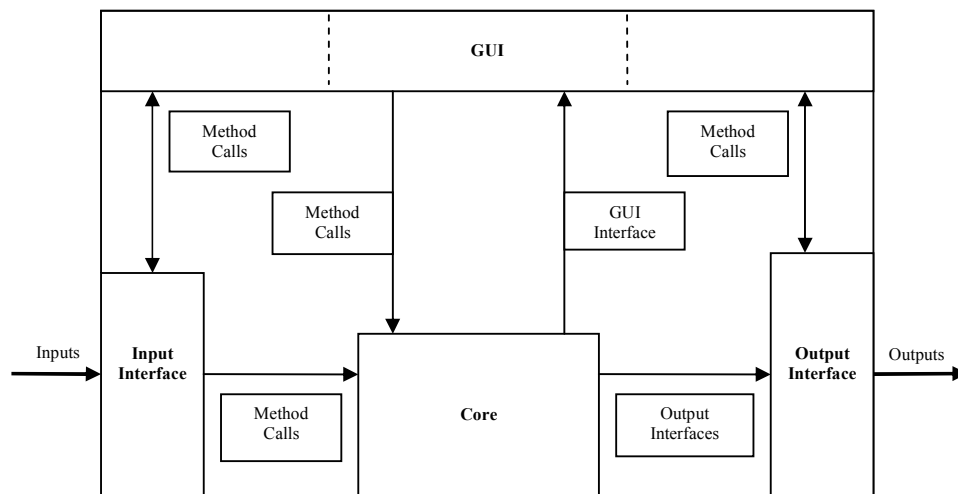 GUI
Method
Calls
Method
Calls
Method
Calls
GUI
Interface
Inputs
Input
Interface
Output
Interface
Outputs
Method
Calls
Core
Output
Interfaces